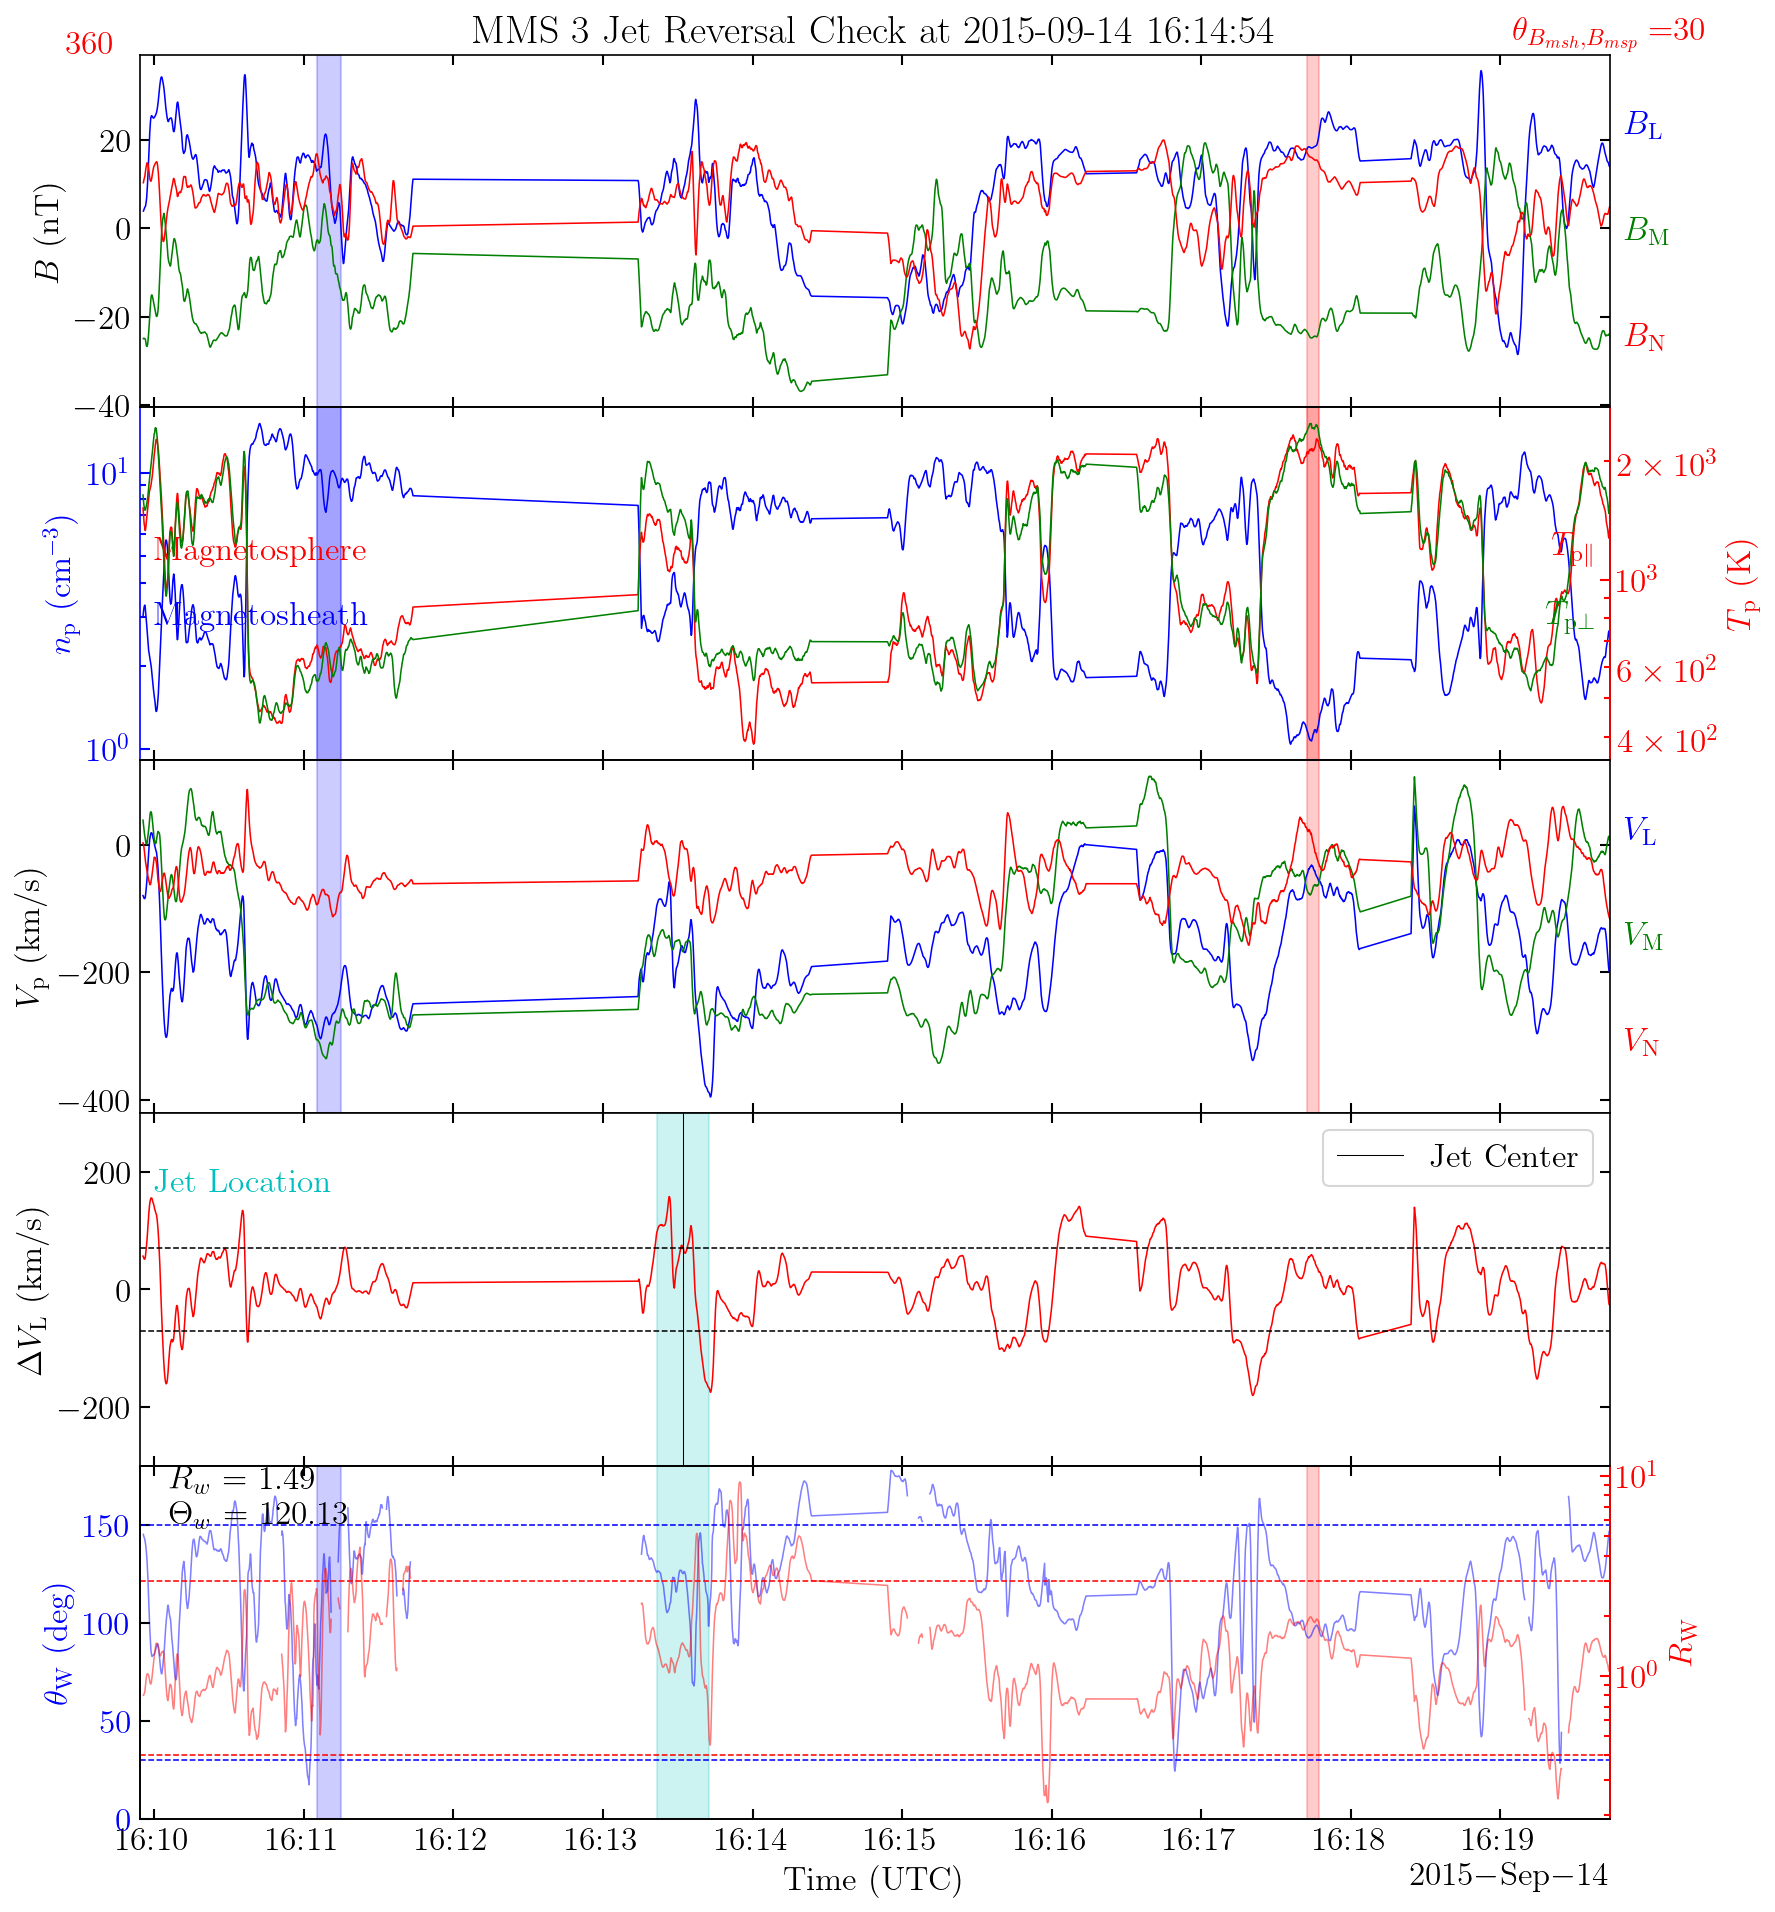 MMS 3 Jet Reversal Check at 2015-09-14 16:14:54
360
θ_{B_{msh},B_{msp}} =30
20
0
−20
−40
B (nT)
B_L
B_M
B_N
10^1
10^0
n_p (cm^{−3})
Magnetosphere
Magnetosheath
2 × 10^3
10^3
6 × 10^2
4 × 10^2
T_{p∥}
T_{p⊥}
T_p (K)
0
−200
−400
V_p (km/s)
V_L
V_M
V_N
200
0
−200
ΔV_L (km/s)
Jet Location
Jet Center
R_w = 1.49
Θ_w = 120.13
150
100
50
0
θ_W (deg)
10^1
10^0
R_W
16:10 16:11 16:12 16:13 16:14 16:15 16:16 16:17 16:18 16:19
Time (UTC)
2015−Sep−14